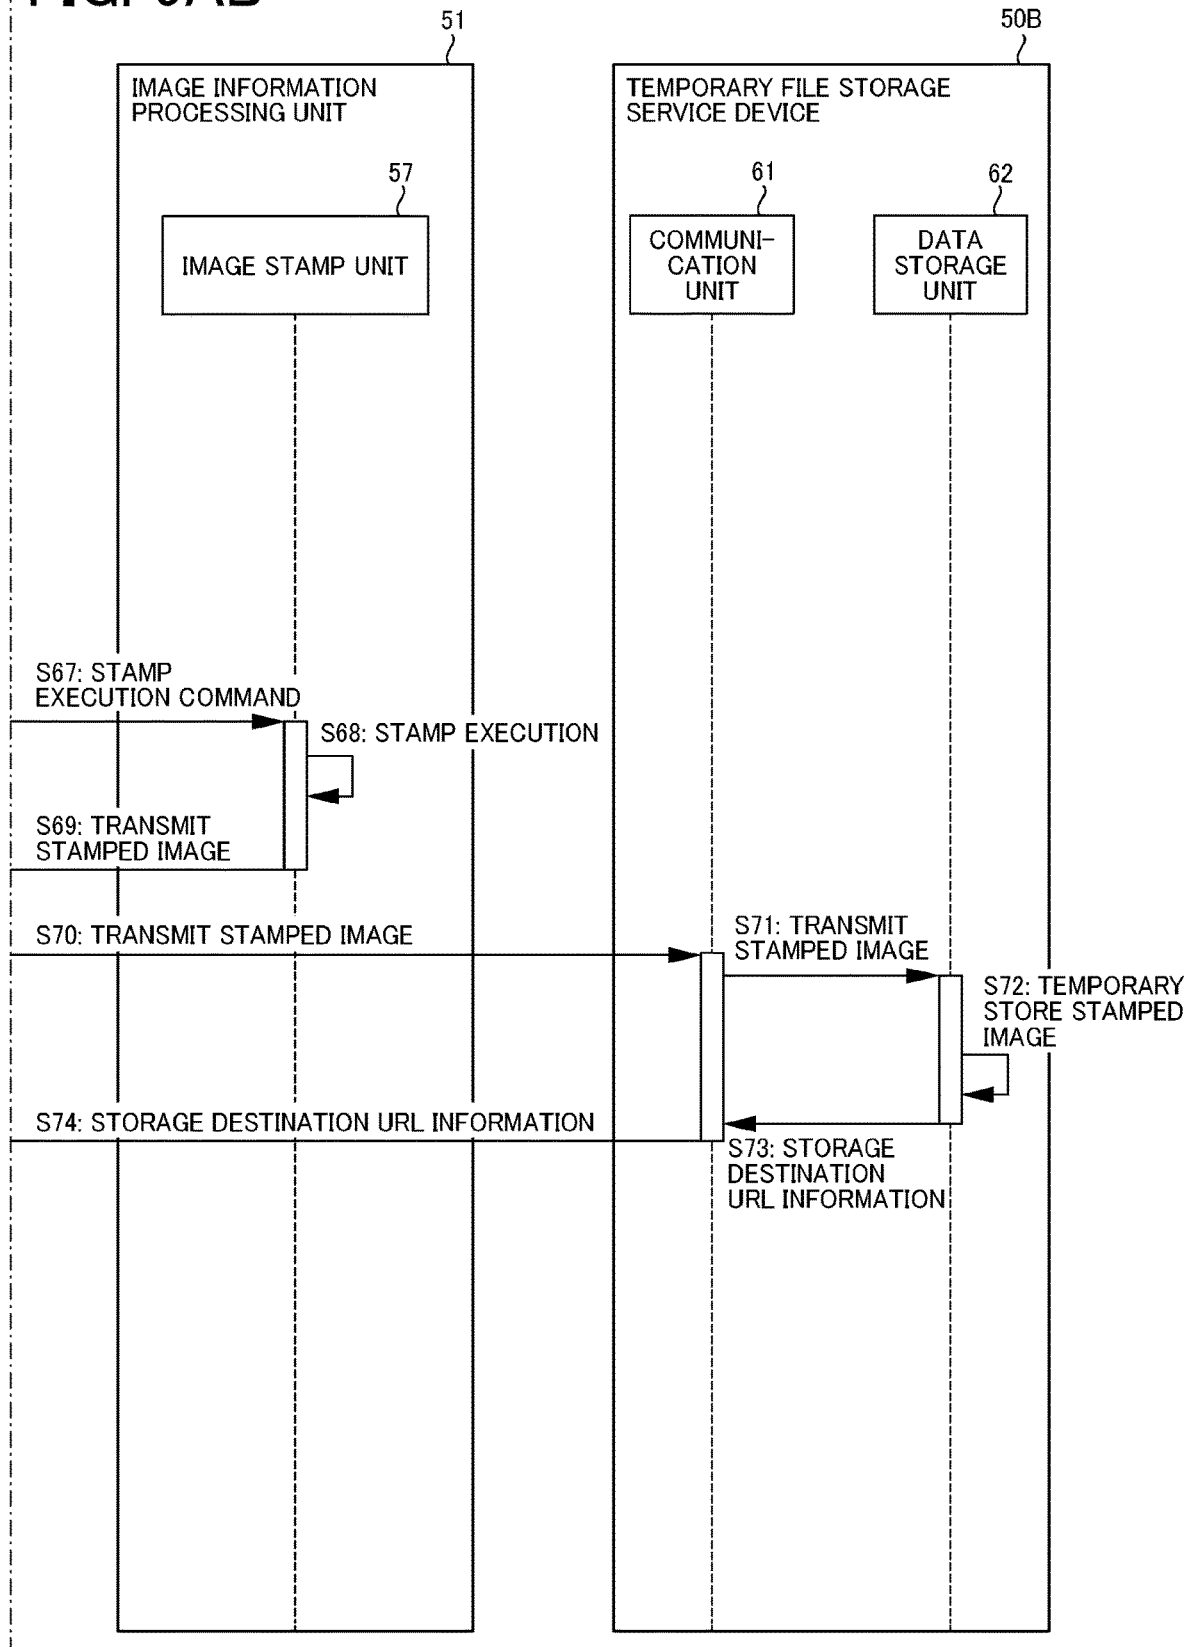 51
50B
IMAGE INFORMATION
PROCESSING UNIT
TEMPORARY FILE STORAGE
SERVICE DEVICE
57
61
62
IMAGE STAMP UNIT
COMMUNI-
CATION
UNIT
DATA
STORAGE
UNIT
S67: STAMP
EXECUTION COMMAND
S68: STAMP EXECUTION
S69: TRANSMIT
STAMPED IMAGE
S70: TRANSMIT STAMPED IMAGE
S71: TRANSMIT
STAMPED IMAGE
S72: TEMPORARY
STORE STAMPED
IMAGE
S74: STORAGE DESTINATION URL INFORMATION
S73: STORAGE
DESTINATION
URL INFORMATION